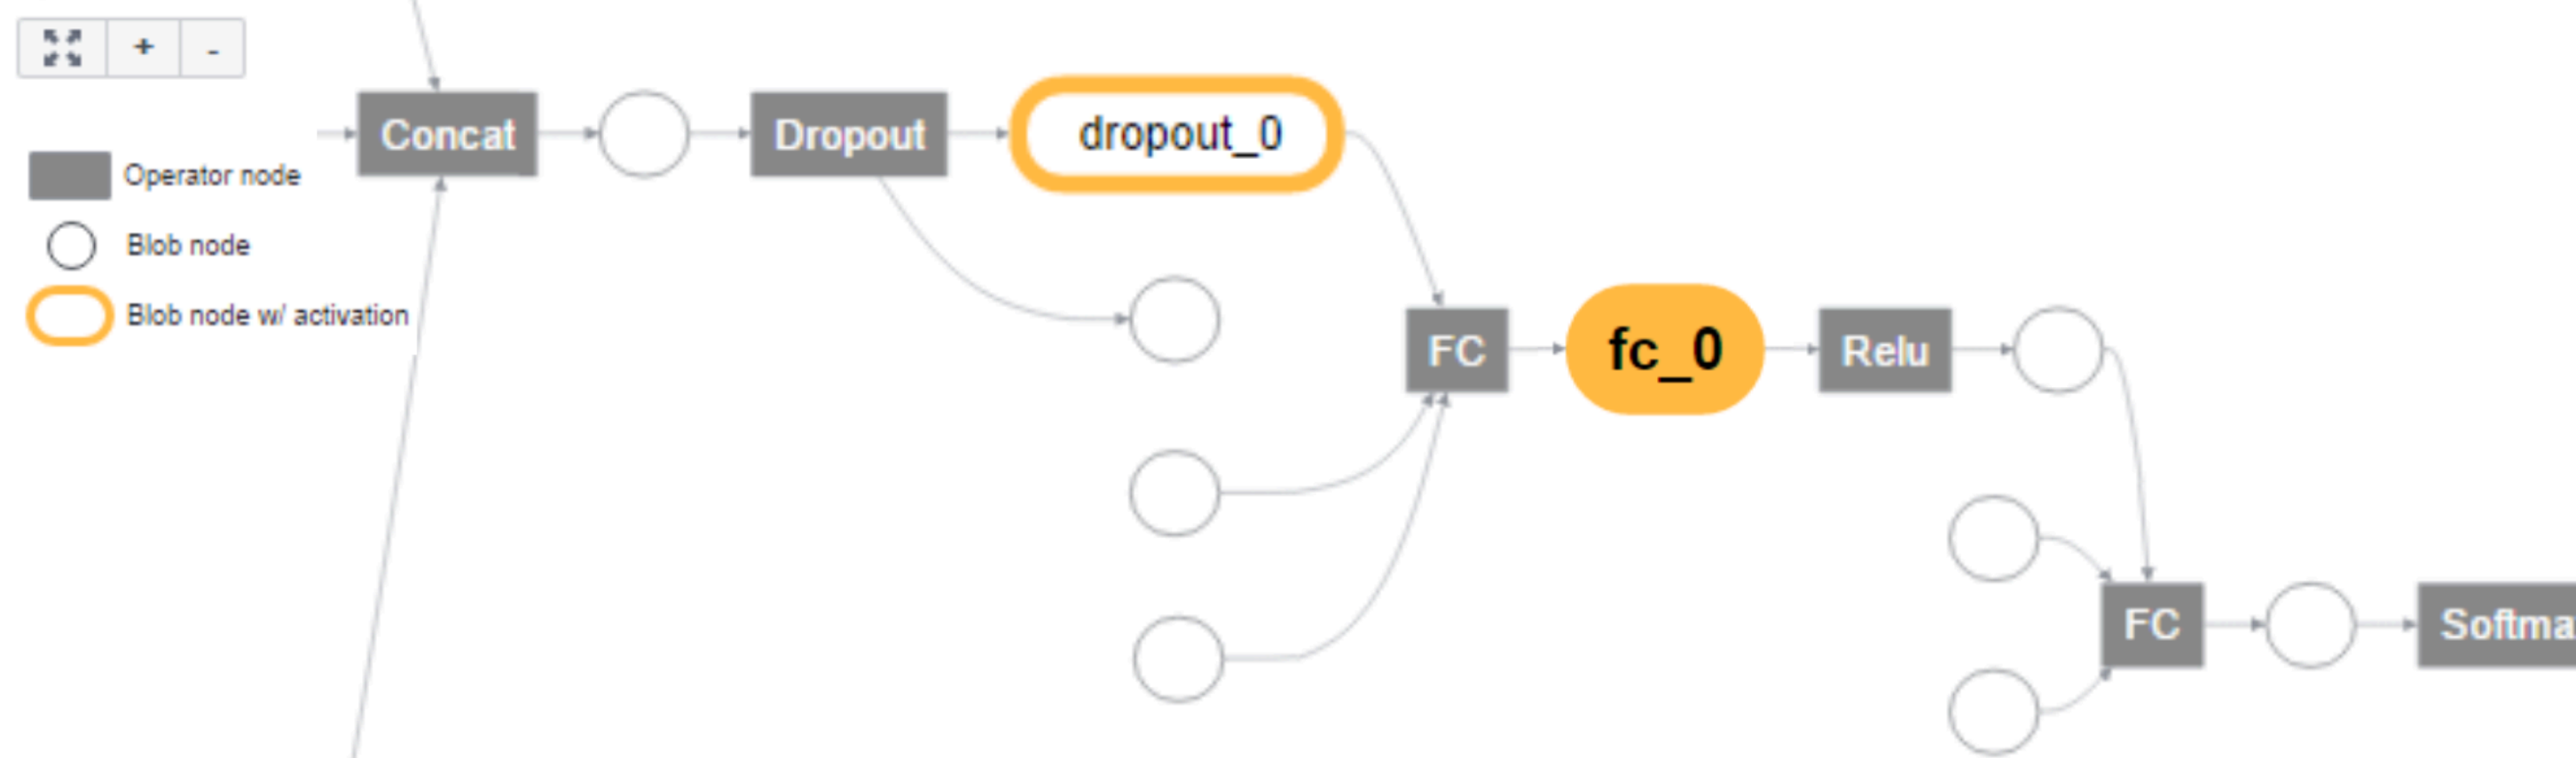 + -
Concat
Dropout
dropout_0
Operator node
Blob node
Blob node w/ activation
FC
fc_0
Relu
FC
Softma